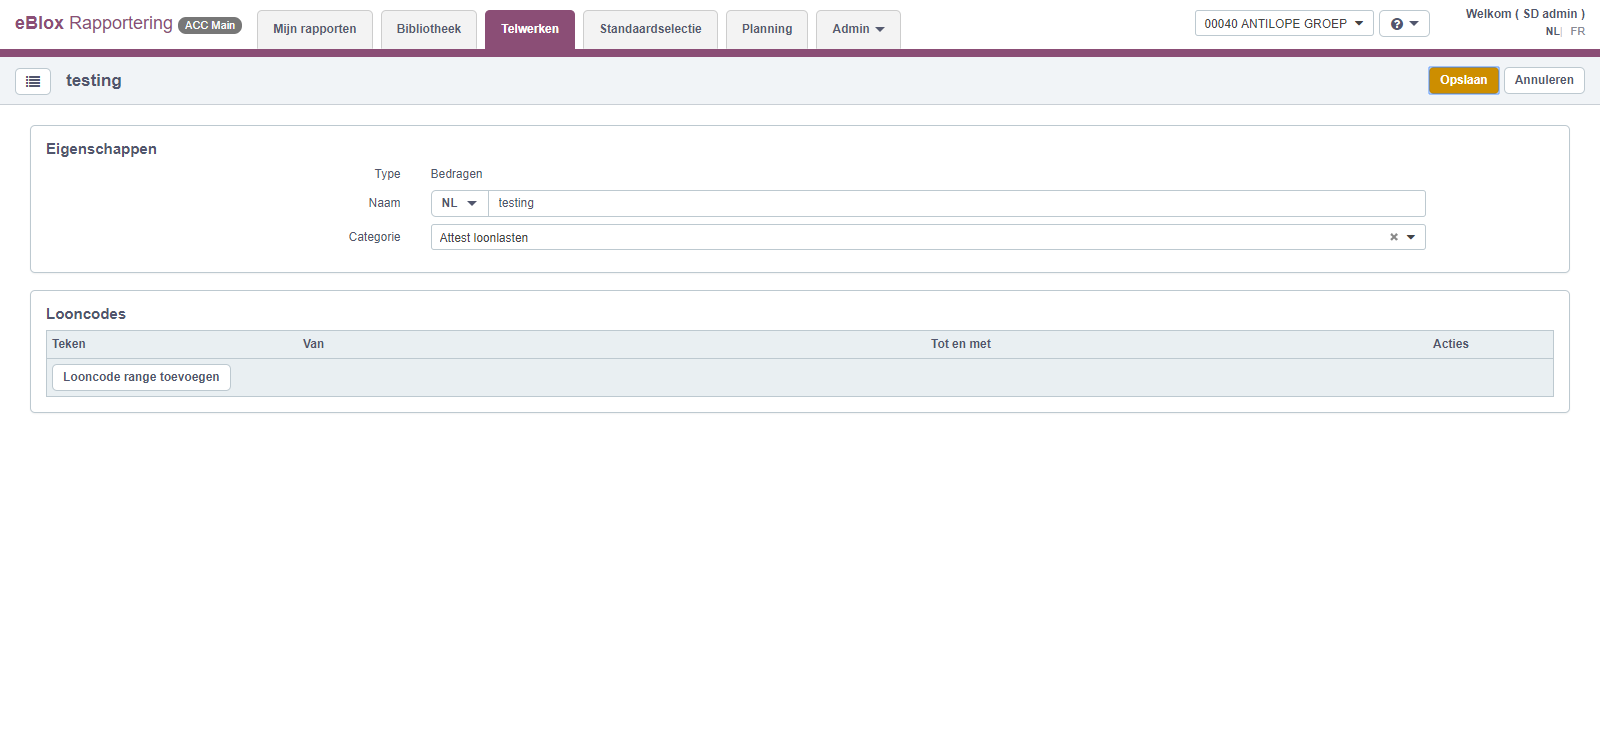 eBlox Rapportering ACC Main
Mijn rapporten
Bibliotheek
Telwerken
Standaardselectie
Planning
Admin
00040 ANTILOPE GROEP
Welkom ( SD admin )
NL| FR
testing
Opslaan
Annuleren
Eigenschappen
Type Bedragen
Naam NL testing
Categorie Attest loonlasten
Looncodes
Teken Van Tot en met Acties
Looncode range toevoegen